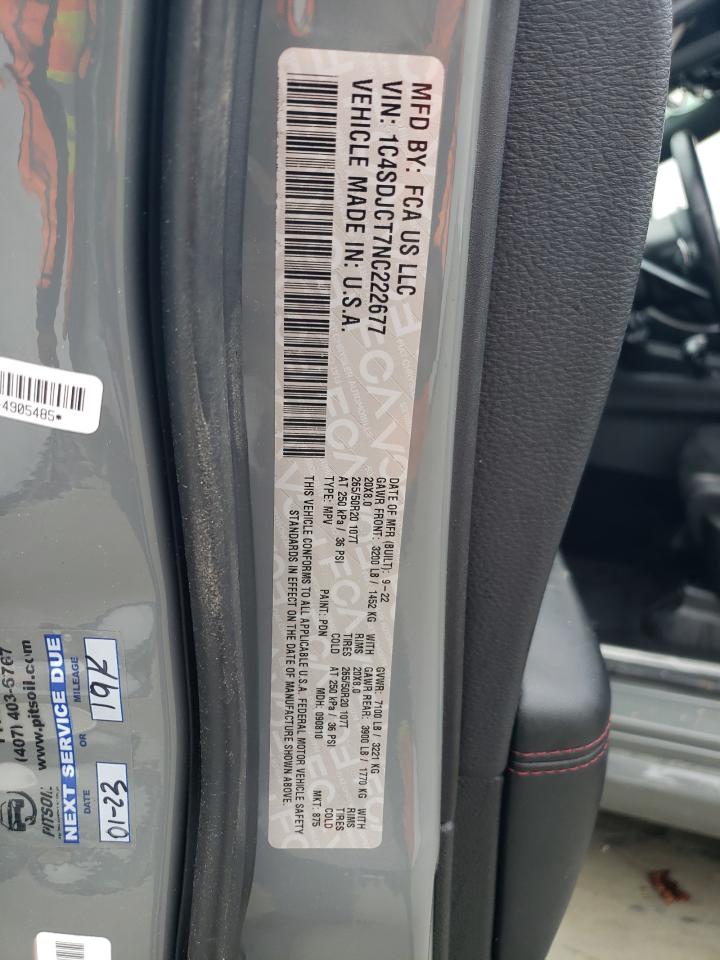 MFD BY: FCA US LLC
VIN: 1C4SDJCT7NC222677
VEHICLE MADE IN: U.S.A.
DATE OF MFR (BUILT): 9-22 GVWR: 7100 LB / 3221 KG
GAWR FRONT: 3200 LB / 1452 KG WITH GAWR REAR: 3900 LB / 1770 KG WITH
20X8.0 RIMS 20X8.0 RIMS
265/50R20 107T TIRES 265/50R20 107T TIRES
AT 250 kPa / 36 PSI COLD AT 250 kPa / 36 PSI COLD
TYPE: MPV PAINT: PDN MDH: 090810 MKT: 875
THIS VEHICLE CONFORMS TO ALL APPLICABLE U.S.A. FEDERAL MOTOR VEHICLE SAFETY
STANDARDS IN EFFECT ON THE DATE OF MANUFACTURE SHOWN ABOVE.
4905485*
(407) 403-5787
www.pitstoii.com
NEXT SERVICE DUE
DATE OR MILEAGE
01-23